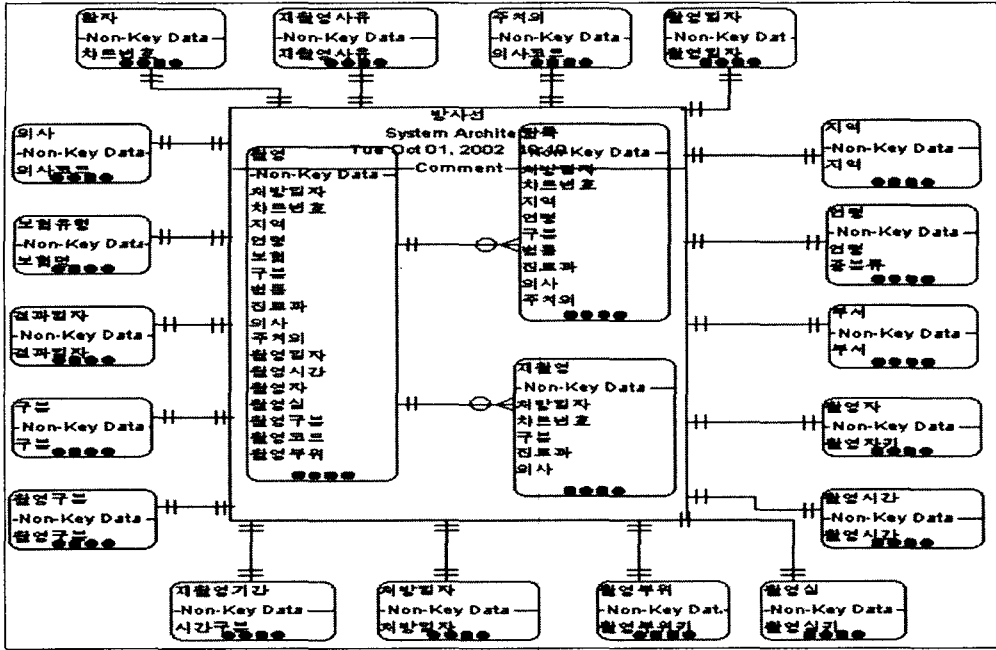 환자
Non-Key Data
차트번호
재촬영사유
Non-Key Data
재촬영사유
주치의
Non-Key Data
의사코드
촬영일자
Non-Key Dat
촬영일자
방사선
System Archite
Tue Oct 01, 2002
Comment
의사
Non-Key Data
의사코드
보험유형
Non-Key Data
보험명
결과일자
Non-Key Data
결과일자
구분
Non-Key Data
구분
촬영구분
Non-Key Data
촬영구분
촬영
Non-Key Data
처방일자
차트번호
지역
연령
보험
구분
진료과
의사
주치의
촬영일자
촬영시간
촬영자
촬영실
촬영구분
촬영코드
촬영부위
Non-Key Data
처방일자
차트번호
지역
연령
구분
진료과
의사
주치의
재촬영
Non-Key Data
처방일자
차트번호
구분
진료과
의사
지역
Non-Key Data
지역
연령
Non-Key Data
연령
중분류
부서
Non-Key Data
부서
촬영자
Non-Key Data
촬영자키
촬영시간
Non-Key Data
촬영시간
재촬영기간
Non-Key Data
시간구분
처방일자
Non-Key Data
처방일자
촬영부위
Non-Key Dat
촬영부위키
촬영실
Non-Key Data
촬영실키